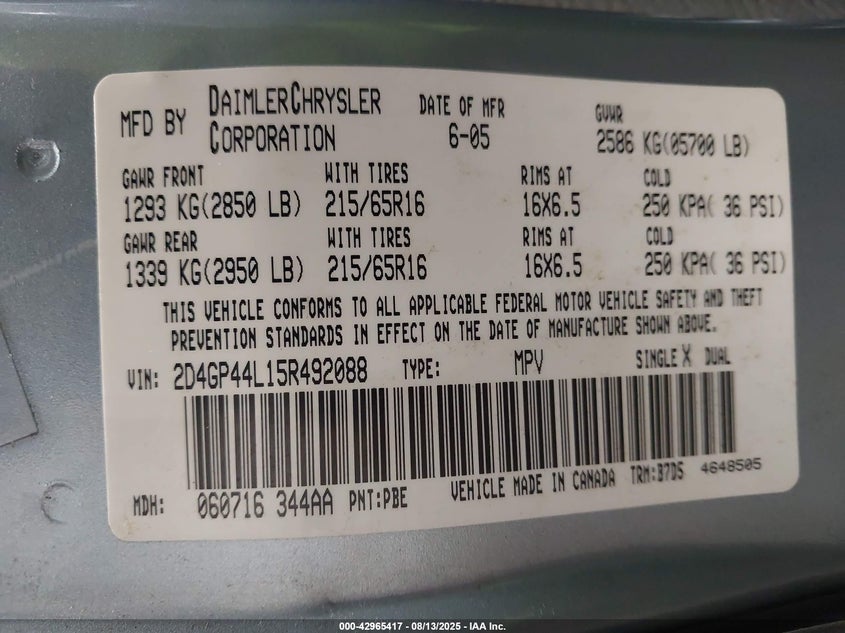 MFD BY DAIMLERCHRYSLER CORPORATION DATE OF MFR 6-05 GVWR 2586 KG(05700 LB)
GAWR FRONT WITH TIRES RIMS AT COLD
1293 KG(2850 LB) 215/65R16 16X6.5 250 KPA( 36 PSI)
GAWR REAR WITH TIRES RIMS AT COLD
1339 KG(2950 LB) 215/65R16 16X6.5 250 KPA( 36 PSI)
THIS VEHICLE CONFORMS TO ALL APPLICABLE FEDERAL MOTOR VEHICLE SAFETY AND THEFT
PREVENTION STANDARDS IN EFFECT ON THE DATE OF MANUFACTURE SHOWN ABOVE.
VIN: 2D4GP44L15R492088 TYPE: MPV SINGLE X DUAL
MDH: 060716 344AA PNT:PBE VEHICLE MADE IN CANADA TRM:B7D5 4648505
000-42965417 - 08/13/2025 - IAA Inc.